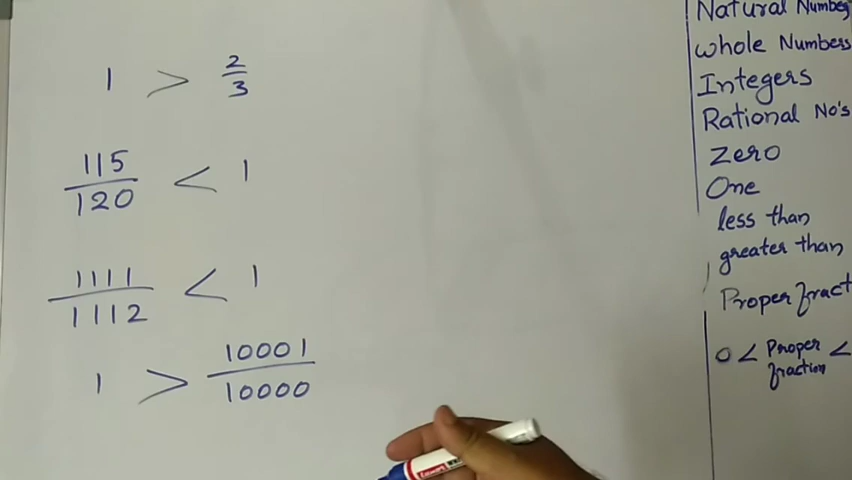 1 > 2/3
115/120 < 1
1111/1112 < 1
1 > 10001/10000
Natural Number
whole Numbers
Integers
Rational No's
Zero
One
less than
greater than
Proper fract
0 < Proper fraction <